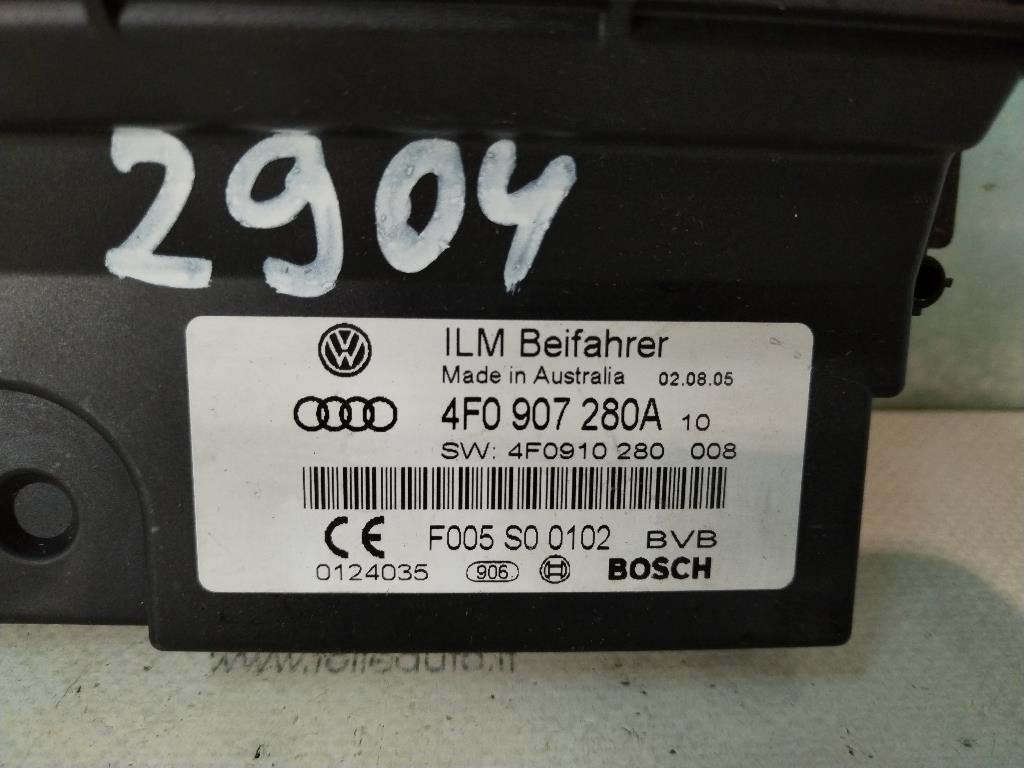 2904
ILM Beifahrer
Made in Australia 02.08.05
4F0 907 280A 10
SW: 4F0910 280 008
F005 S0 0102 BVB
0124035 906 BOSCH